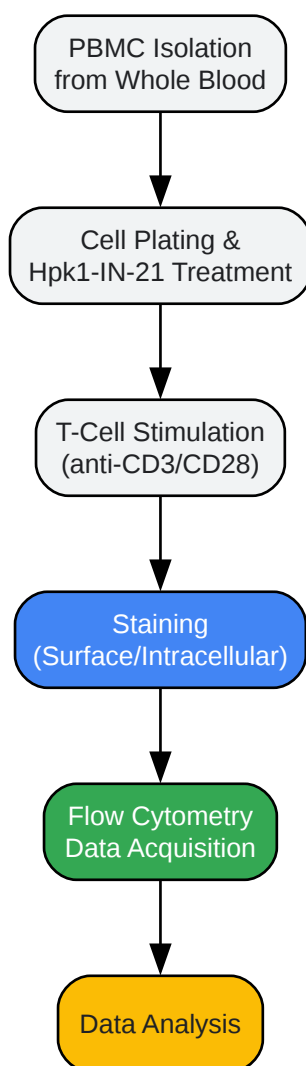 PBMC Isolation
from Whole Blood
Cell Plating &
Hpk1-IN-21 Treatment
T-Cell Stimulation
(anti-CD3/CD28)
Staining
(Surface/Intracellular)
Flow Cytometry
Data Acquisition
Data Analysis